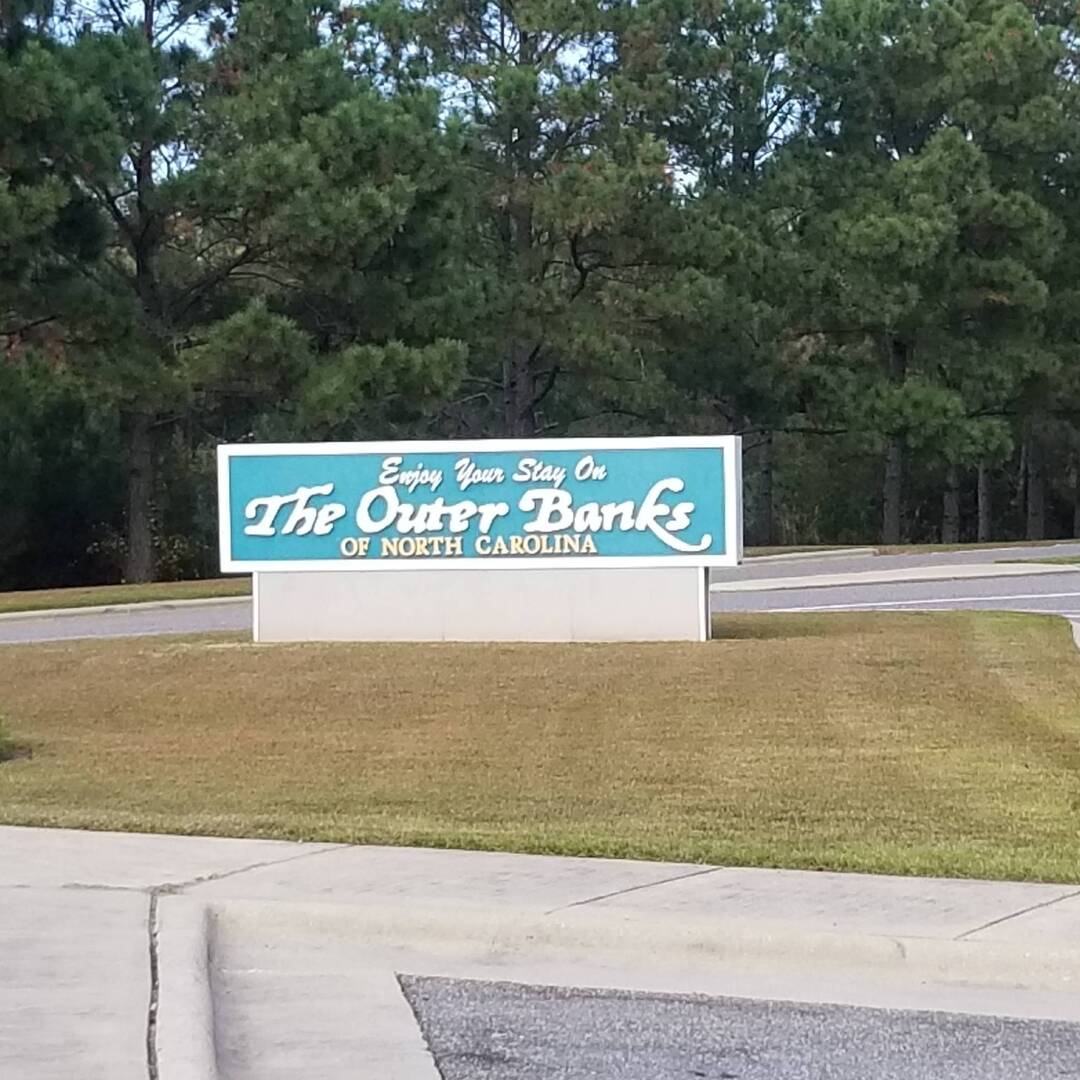 Enjoy Your Stay On
The Outer Banks
OF NORTH CAROLINA